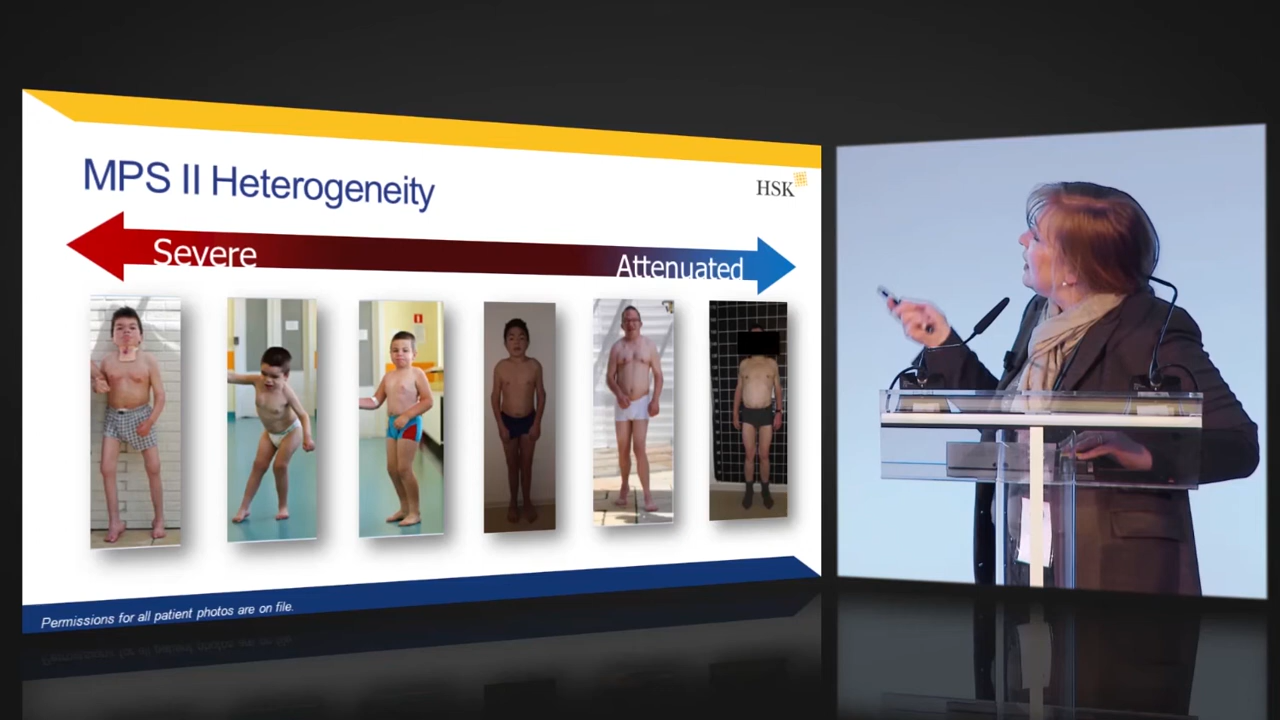 MPS II Heterogeneity
HSK
Severe
Attenuated
Permissions for all patient photos are on file.